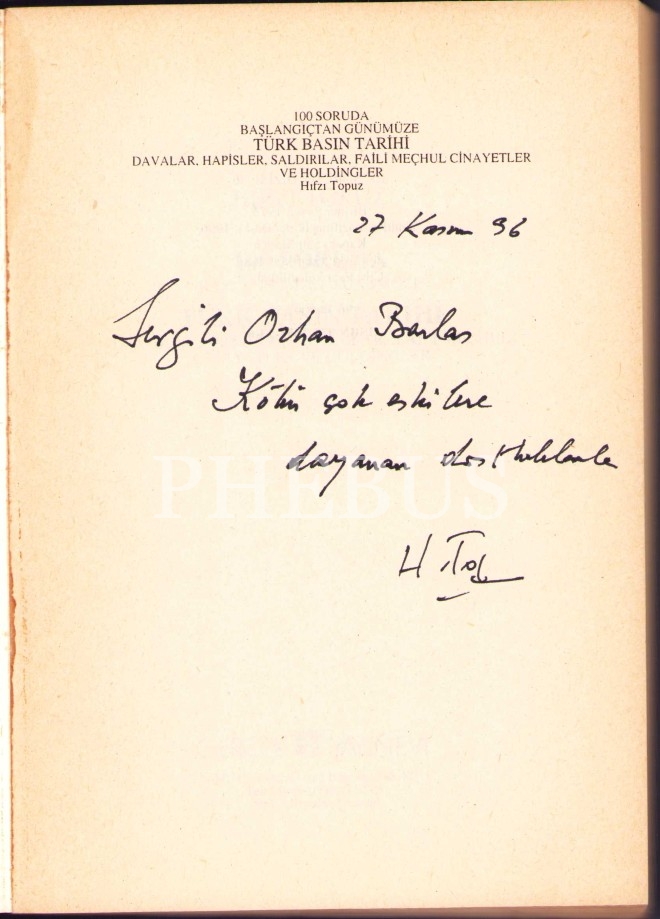 100 SORUDA
BAŞLANGIÇTAN GÜNÜMÜZE
TÜRK BASIN TARİHİ
DAVALAR, HAPİSLER, SALDIRILAR, FAİLİ MEÇHUL CİNAYETLER
VE HOLDİNGLER
Hıfzı Topuz
27 Kasım 96
Sevgili Orhan Barlas
Kökü çok eskilere
dayanan dostluklarla
PHEBUS
H. Top